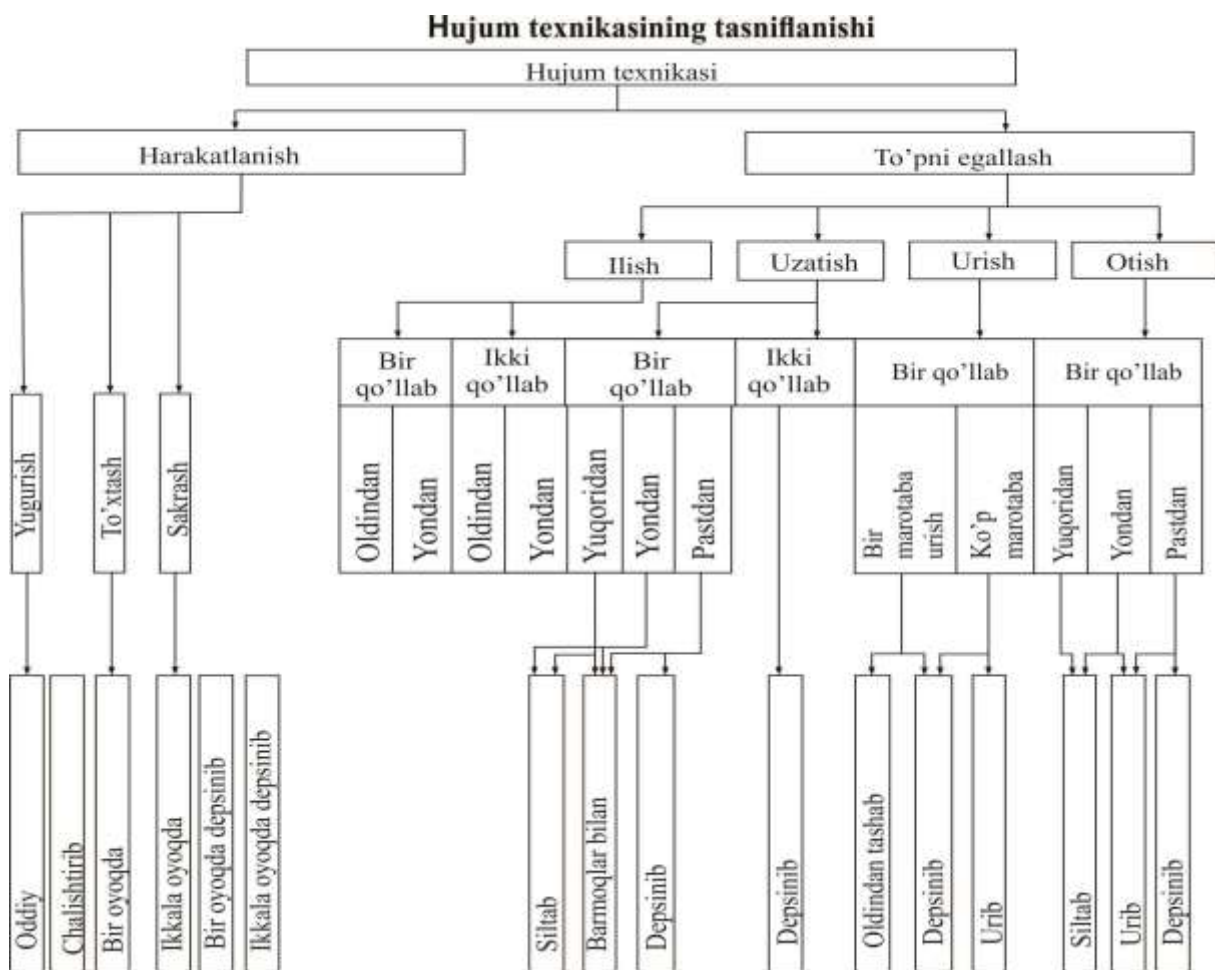 Hujum texnikasining tasniflanishi
Hujum texnikasi
Harakatlanish
To’pni egallash
Ilish
Uzatish
Urish
Otish
Bir
qo’llab
Ikki
qo’llab
Bir
qo’llab
Ikki
qo’llab
Bir qo’llab
Bir qo’llab
Yugurish
To’xtash
Sakrash
Oldindan
Yondan
Oldindan
Yondan
Yuqoridan
Yondan
Pastdan
Bir
marotaba
urish
Ko’p
marotaba
Yuqoridan
Yondan
Pastdan
Oddiy
Chalishtirib
Bir oyoqda
Ikkala oyoqda
Bir oyoqda depsinib
Ikkala oyoqda depsinib
Siltab
Barmoqlar bilan
Depsinib
Depsinib
Oldindan tashab
Depsinib
Urib
Siltab
Urib
Depsinib